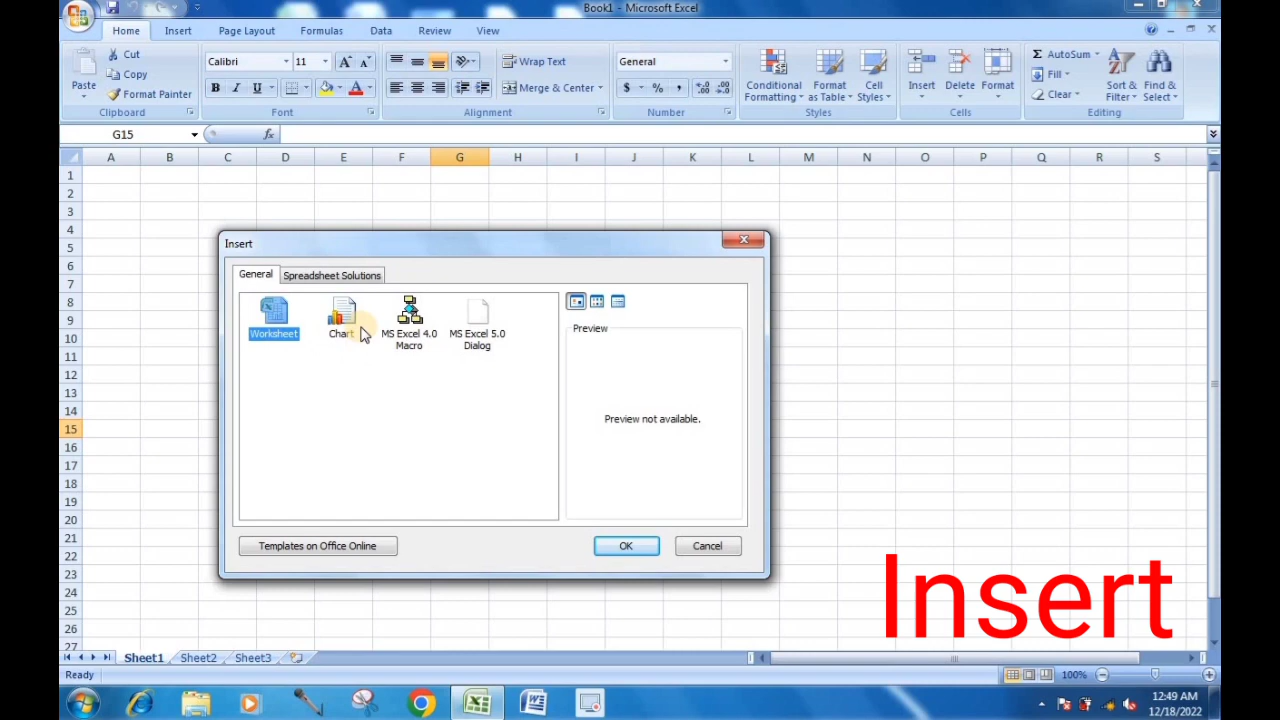 Book1 - Microsoft Excel
Home Insert Page Layout Formulas Data Review View
Paste
Cut
Copy
Format Painter
Clipboard
Calibri 11
B I U
Font
Wrap Text
Merge & Center
Alignment
General
$ % ,
Number
Conditional Formatting
Format as Table
Cell Styles
Styles
Insert Delete Format
Cells
Σ AutoSum
Fill
Clear
Sort & Filter
Find & Select
Editing
G15 fx
A B C D E F G H I J K L M N O P Q R S
1
2
3
4
5
6
7
8
9
10
11
12
13
14
15
16
17
18
19
20
21
22
23
24
25
26
27
Insert
General Spreadsheet Solutions
Worksheet
Chart
MS Excel 4.0 Macro
MS Excel 5.0 Dialog
Preview
Preview not available.
Templates on Office Online OK Cancel
Insert
Sheet1 Sheet2 Sheet3
Ready 100%
12:49 AM
12/18/2022